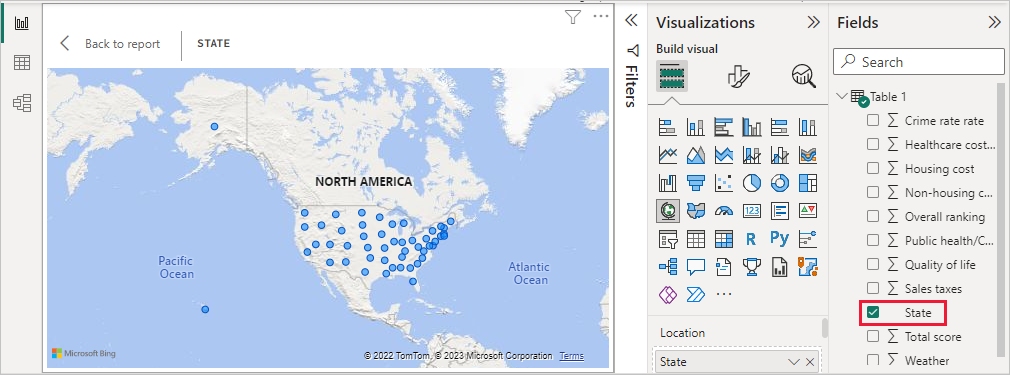 Back to report
STATE
NORTH AMERICA
Pacific
Ocean
Atlantic
Ocean
Microsoft Bing
© 2022 TomTom, © 2023 Microsoft Corporation Terms
Filters
Visualizations
Build visual
123
R
Py
Location
State
Fields
Search
Table 1
Crime rate rate
Healthcare cost...
Housing cost
Non-housing c...
Overall ranking
Public health/C...
Quality of life
Sales taxes
State
Total score
Weather